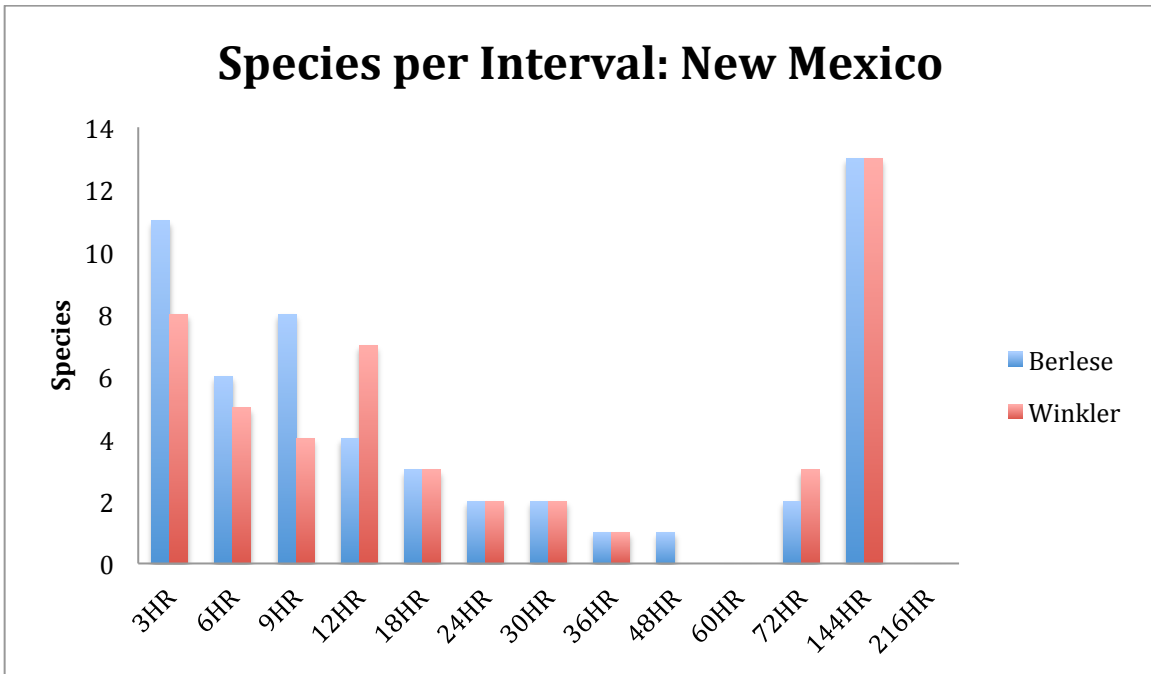 Species per Interval: New Mexico
14
12
10
8
6
4
2
0
Species
3HR
6HR
9HR
12HR
18HR
24HR
30HR
36HR
48HR
60HR
72HR
144HR
216HR
Berlese
Winkler